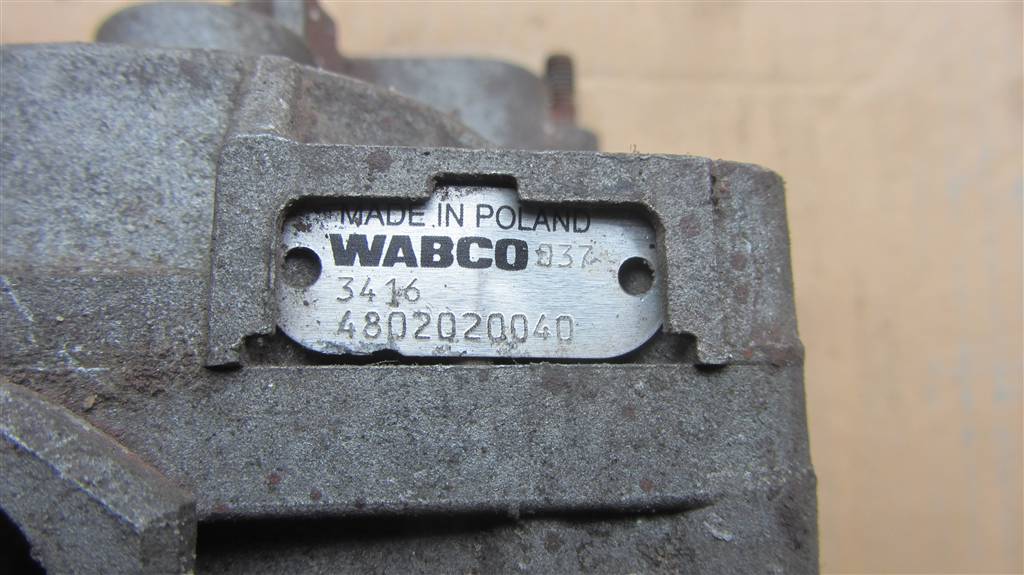 MADE IN POLAND
WABCO 037
3416
4802020040